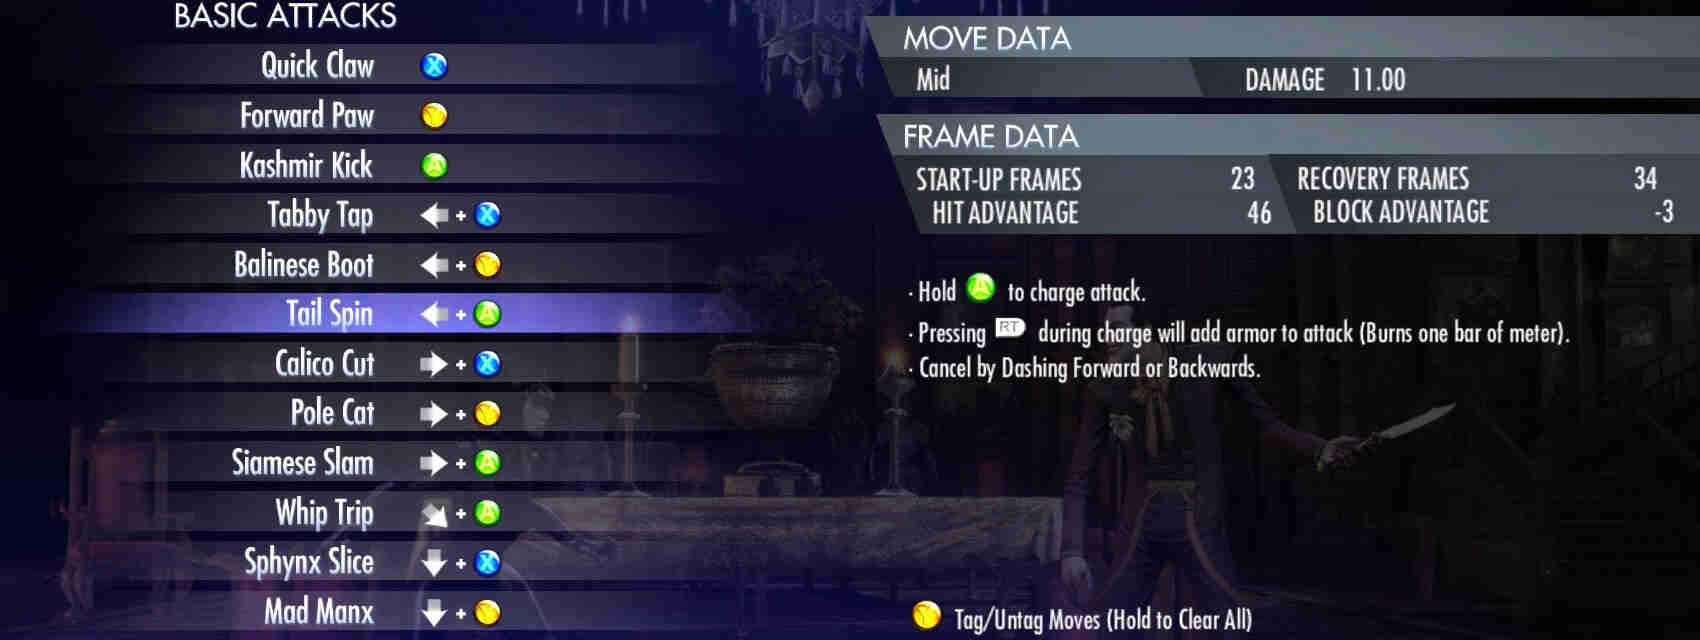 BASIC ATTACKS
Quick Claw X
Forward Paw Y
Kashmir Kick A
Tabby Tap + X
Balinese Boot + Y
Tail Spin + A
Calico Cut + X
Pole Cat + Y
Siamese Slam + A
Whip Trip + A
Sphynx Slice + X
Mad Manx + Y
MOVE DATA
Mid DAMAGE 11.00
FRAME DATA
START-UP FRAMES 23 RECOVERY FRAMES 34
HIT ADVANTAGE 46 BLOCK ADVANTAGE -3
· Hold A to charge attack.
· Pressing RT during charge will add armor to attack (Burns one bar of meter).
· Cancel by Dashing Forward or Backwards.
Y Tag/Untag Moves (Hold to Clear All)